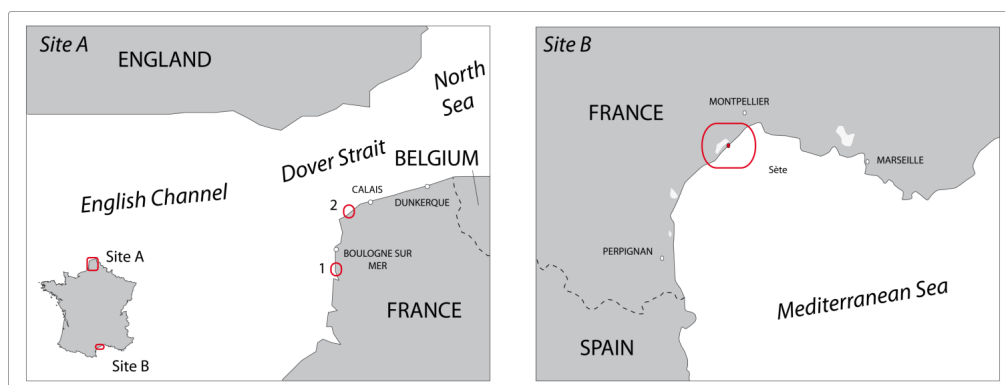 Site A
ENGLAND
North
Sea
Dover Strait
BELGIUM
English Channel
CALAIS
2
DUNKERQUE
BOULOGNE SUR
MER
1
Site A
FRANCE
Site B
Site B
MONTPELLIER
FRANCE
MARSEILLE
Sète
PERPIGNAN
Mediterranean Sea
SPAIN